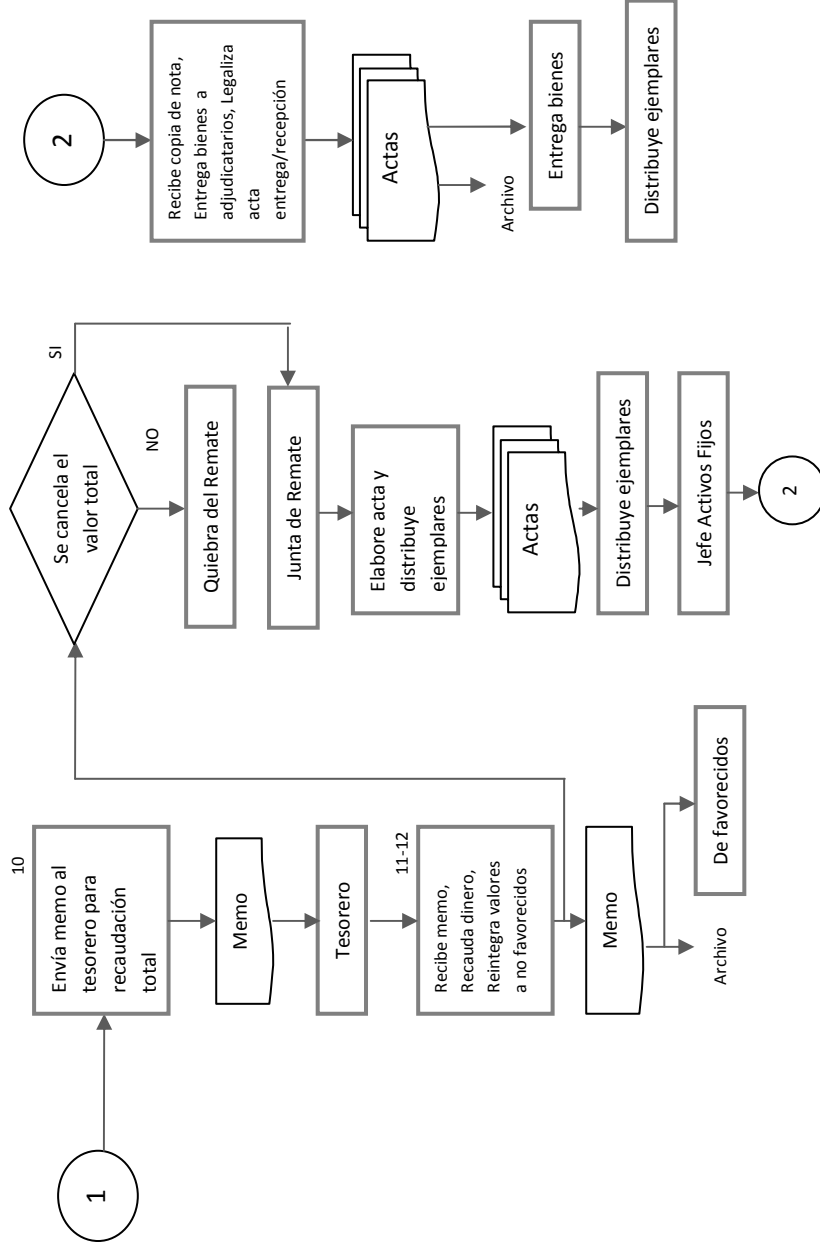 1
10
Envía memo al
tesorero para
recaudación
total
Memo
Tesorero
11-12
Recibe memo,
Recauda dinero,
Reintegra valores
a no favorecidos
Memo
Archivo
De favorecidos
Se cancela el
valor total
SI
NO
Quiebra del Remate
Junta de Remate
Elabore acta y
distribuye
ejemplares
Actas
Distribuye ejemplares
Jefe Activos Fijos
2
2
Recibe copia de nota,
Entrega bienes a
adjudicatarios, Legaliza
acta
entrega/recepción
Actas
Archivo
Entrega bienes
Distribuye ejemplares